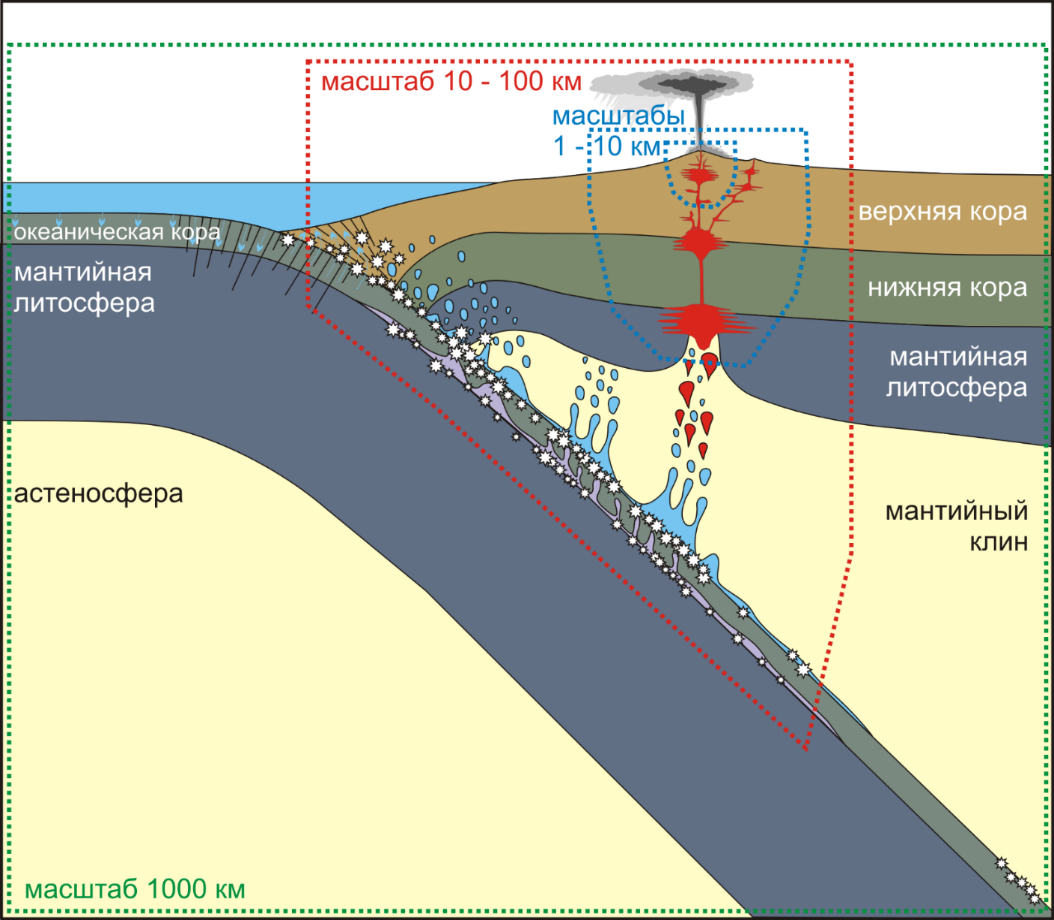 масштаб 10 - 100 км
масштабы
1 - 10 км
верхняя кора
океаническая кора
мантийная
литосфера
нижняя кора
мантийная
литосфера
астеносфера
мантийный
клин
масштаб 1000 км